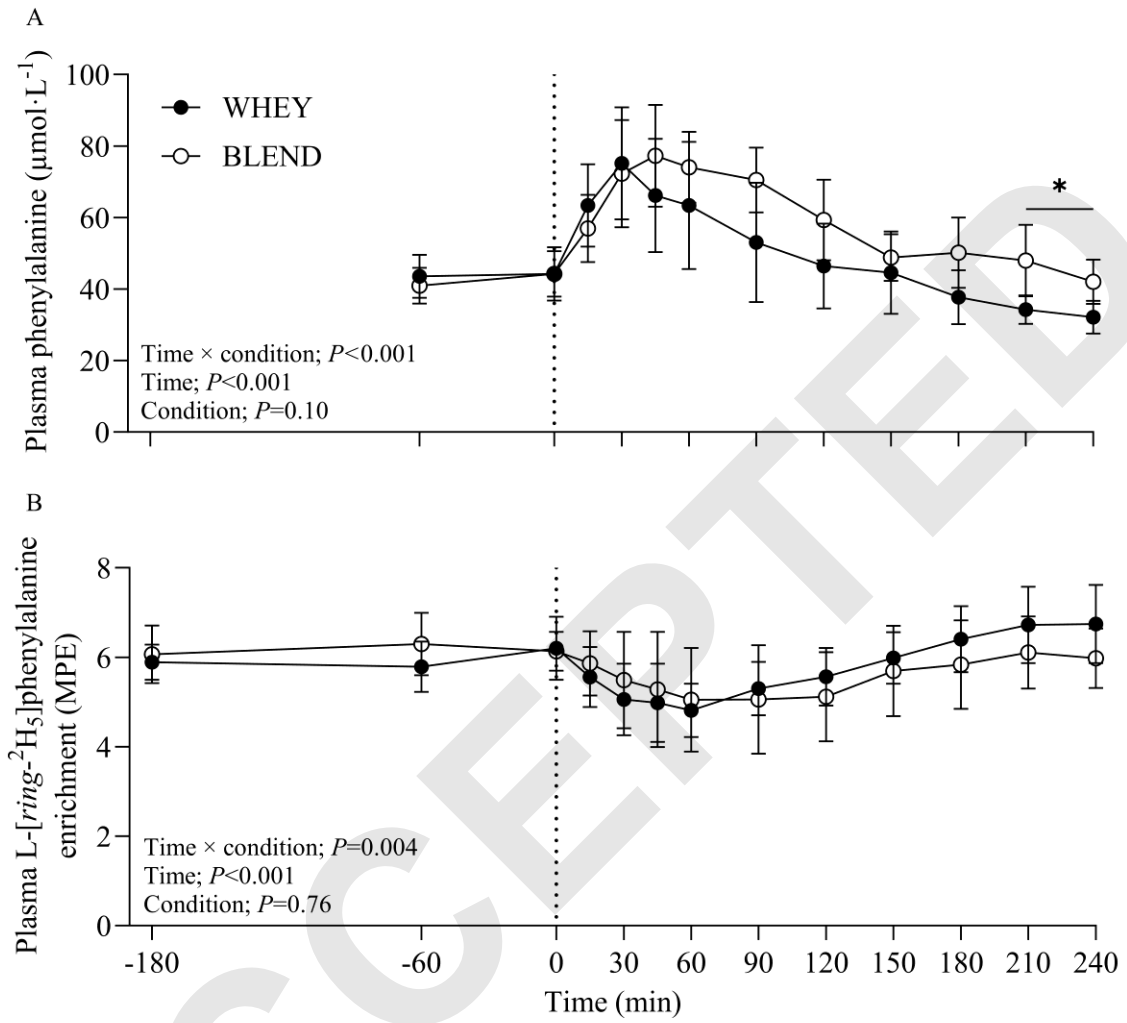 A
Plasma phenylalanine (μmol·L⁻¹)
100
80
60
40
20
0
WHEY
BLEND
*
Time × condition; P<0.001
Time; P<0.001
Condition; P=0.10
B
Plasma L-[ring-²H₅]phenylalanine
enrichment (MPE)
8
6
4
2
0
Time × condition; P=0.004
Time; P<0.001
Condition; P=0.76
-180 -60 0 30 60 90 120 150 180 210 240
Time (min)
CCEPTED